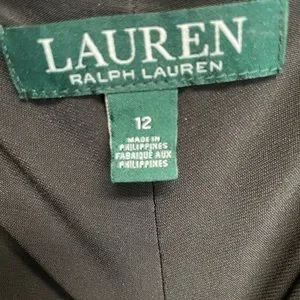 LAUREN
RALPH LAUREN
12
MADE IN
PHILIPPINES
FABRIQUÉ AUX
PHILIPPINES